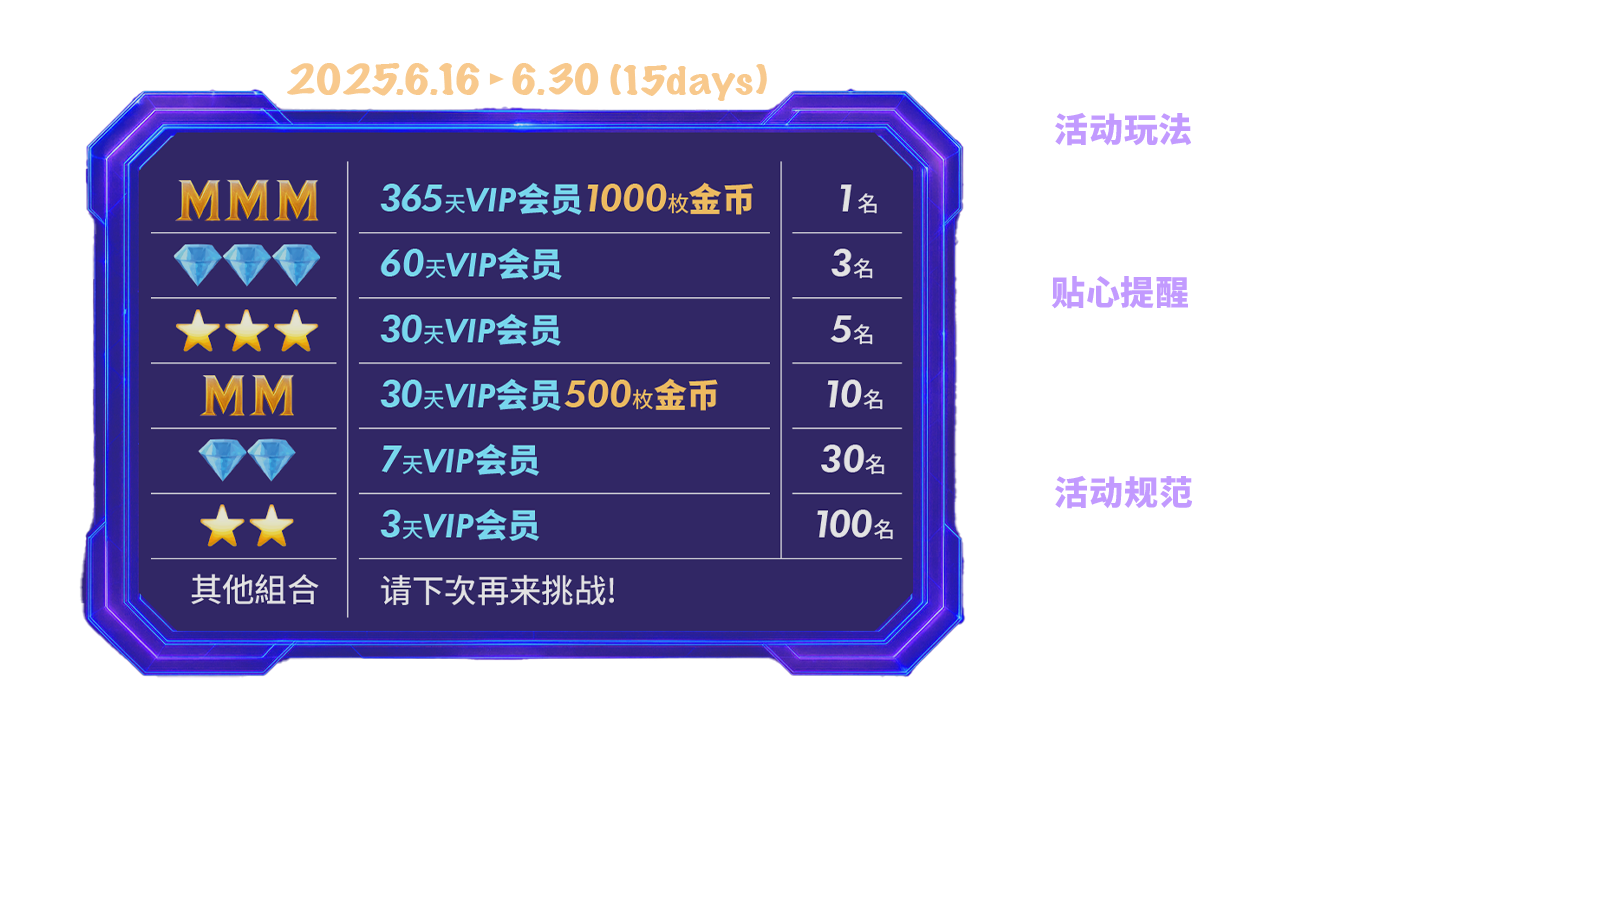 2025.6.16 ▸ 6.30 (15days)
MMM 365天VIP会员1000枚金币 1名
60天VIP会员 3名
30天VIP会员 5名
MM 30天VIP会员500枚金币 10名
7天VIP会员 30名
3天VIP会员 100名
其他組合 请下次再来挑战!
活动玩法
贴心提醒
活动规范